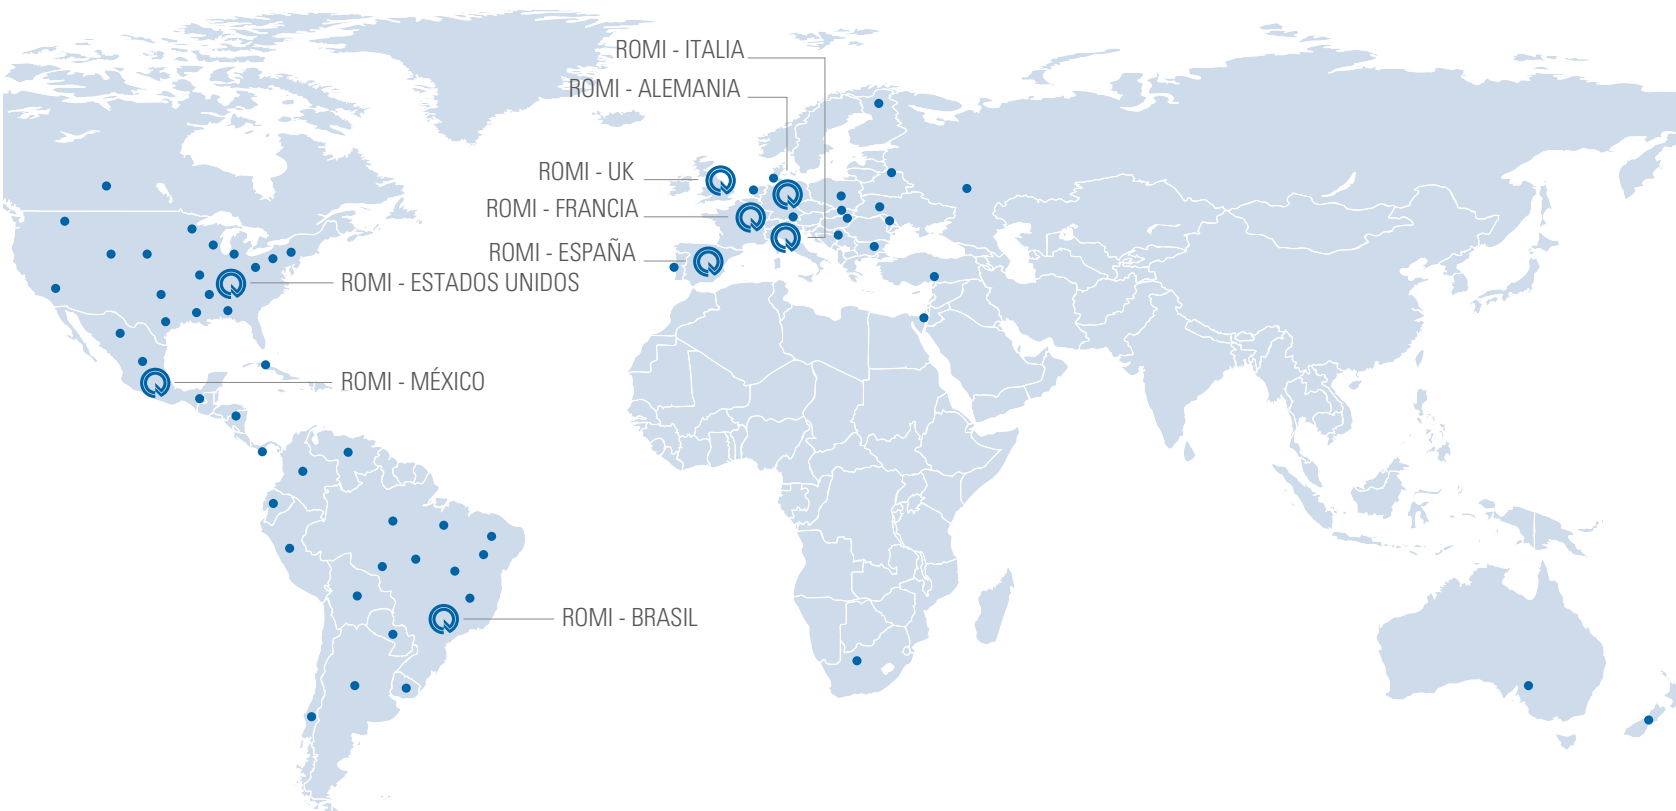 ROMI - ITALIA
ROMI - ALEMANIA
ROMI - UK
ROMI - FRANCIA
ROMI - ESPAÑA
ROMI - ESTADOS UNIDOS
ROMI - MÉXICO
ROMI - BRASIL